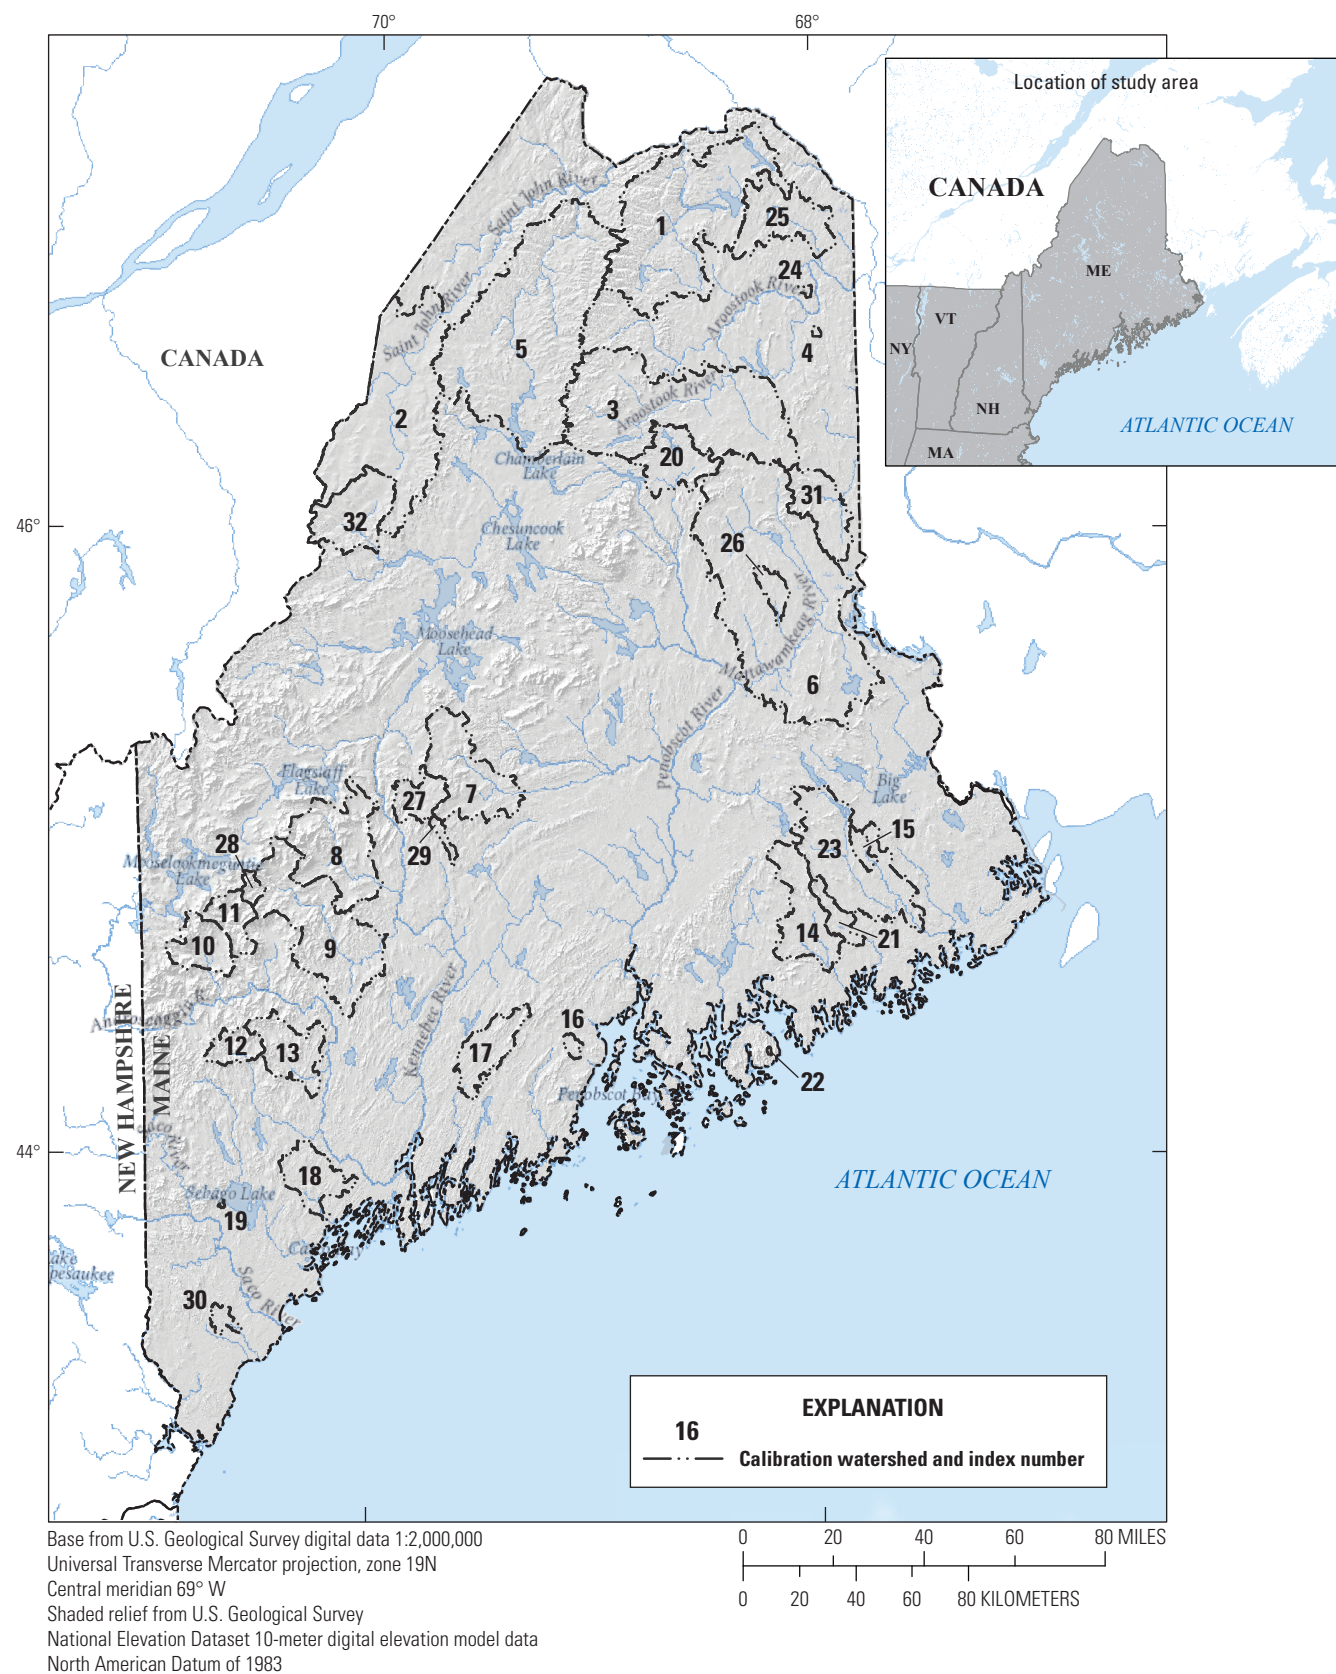 70°
68°
Location of study area
CANADA
ME
VT
NY
NH
MA
ATLANTIC OCEAN
Saint John River
1
25
24
Aroostook River
Saint John River
5
4
CANADA
3
Aroostook River
2
20
Chamberlain
Lake
31
46°
32
Chesuncook
Lake
26
Mattawamkeag River
Moosehead
Lake
6
Penobscot River
Flagstaff
Lake
27
7
Big
Lake
28
8
29
23
15
Mooselookmeguntic
Lake
11
10
9
14
21
NEW HAMPSHIRE
MAINE
Androscoggin R.
Kennebec River
12
13
17
16
22
Penobscot Bay
44°
Saco River
18
Sebago Lake
19
ATLANTIC OCEAN
Casco Bay
ake
pesaukee
Saco River
30
EXPLANATION
16
Calibration watershed and index number
Base from U.S. Geological Survey digital data 1:2,000,000
Universal Transverse Mercator projection, zone 19N
Central meridian 69° W
Shaded relief from U.S. Geological Survey
National Elevation Dataset 10-meter digital elevation model data
North American Datum of 1983
0 20 40 60 80 MILES
0 20 40 60 80 KILOMETERS